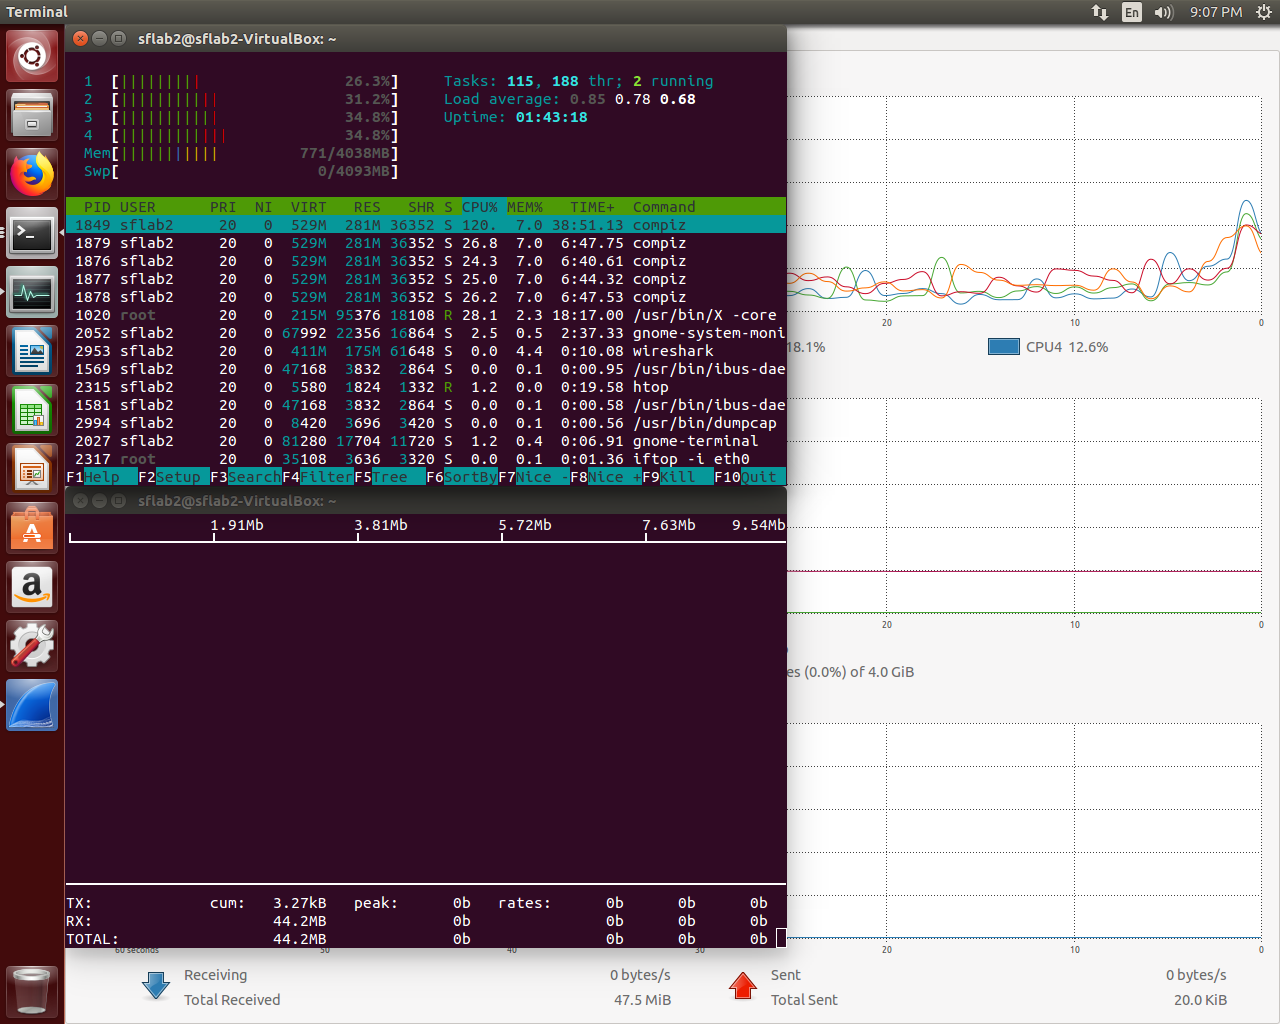 Terminal
En
9:07 PM
sflab2@sflab2-VirtualBox: ~
1 [||||||||| 26.3%] Tasks: 115, 188 thr; 2 running
2 [||||||||||| 31.2%] Load average: 0.85 0.78 0.68
3 [||||||||||| 34.8%] Uptime: 01:43:18
4 [|||||||||||| 34.8%]
Mem[||||||||||| 771/4038MB]
Swp[ 0/4093MB]
PID USER PRI NI VIRT RES SHR S CPU% MEM% TIME+ Command
1849 sflab2 20 0 529M 281M 36352 S 120. 7.0 38:51.13 compiz
1879 sflab2 20 0 529M 281M 36352 S 26.8 7.0 6:47.75 compiz
1876 sflab2 20 0 529M 281M 36352 S 24.3 7.0 6:40.61 compiz
1877 sflab2 20 0 529M 281M 36352 S 25.0 7.0 6:44.32 compiz
1878 sflab2 20 0 529M 281M 36352 S 26.2 7.0 6:47.53 compiz
1020 root 20 0 215M 95376 18108 R 28.1 2.3 18:17.00 /usr/bin/X -core
2052 sflab2 20 0 67992 22356 16864 S 2.5 0.5 2:37.33 gnome-system-moni
2953 sflab2 20 0 411M 175M 61648 S 0.0 4.4 0:10.08 wireshark
1569 sflab2 20 0 47168 3832 2864 S 0.0 0.1 0:00.95 /usr/bin/ibus-dae
2315 sflab2 20 0 5580 1824 1332 R 1.2 0.0 0:19.58 htop
1581 sflab2 20 0 47168 3832 2864 S 0.0 0.1 0:00.58 /usr/bin/ibus-dae
2994 sflab2 20 0 8420 3696 3420 S 0.0 0.1 0:00.56 /usr/bin/dumpcap
2027 sflab2 20 0 81280 17704 11720 S 1.2 0.4 0:06.91 gnome-terminal
2317 root 20 0 35108 3636 3320 S 0.0 0.1 0:01.36 iftop -i eth0
F1Help F2Setup F3SearchF4FilterF5Tree F6SortByF7Nice -F8Nice +F9Kill F10Quit
20 10 0
18.1% CPU4 12.6%
sflab2@sflab2-VirtualBox: ~
1.91Mb 3.81Mb 5.72Mb 7.63Mb 9.54Mb
20 10 0
es (0.0%) of 4.0 GiB
TX: cum: 3.27kB peak: 0b rates: 0b 0b 0b
RX: 44.2MB 0b 0b 0b 0b
TOTAL: 44.2MB 0b 0b 0b 0b
60 seconds 50 40 30 20 10 0
Receiving 0 bytes/s Sent 0 bytes/s
Total Received 47.5 MiB Total Sent 20.0 KiB